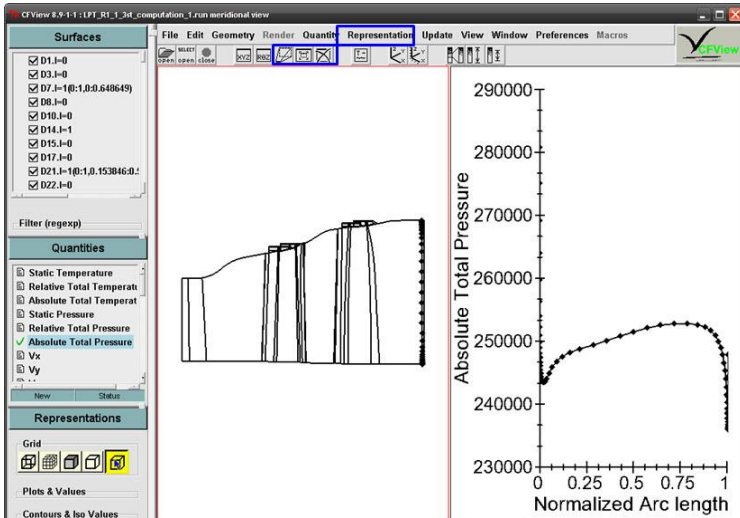 CFView 8.9-1-1 : LPT_R1_1_3st_computation_1.run meridional view
File Edit Geometry Render Quantity Representation Update View Window Preferences Macros
open SELECT open close XYZ RΘZ
CFView
Surfaces
D1.I=0
D3.I=0
D7.I=1(0:1,0:0.648649)
D8.I=0
D10.I=0
D14.I=1
D15.I=0
D17.I=0
D21.I=1(0:1,0.153846:0.
D22.I=0
Filter (regexp)
Quantities
Static Temperature
Relative Total Temperatu
Absolute Total Temperat
Static Pressure
Relative Total Pressure
Absolute Total Pressure
Vx
Vy
New Status
Representations
Grid
Plots & Values
Contours & Iso Values
Absolute Total Pressure
290000
280000
270000
260000
250000
240000
230000
0 0.25 0.5 0.75 1
Normalized Arc length